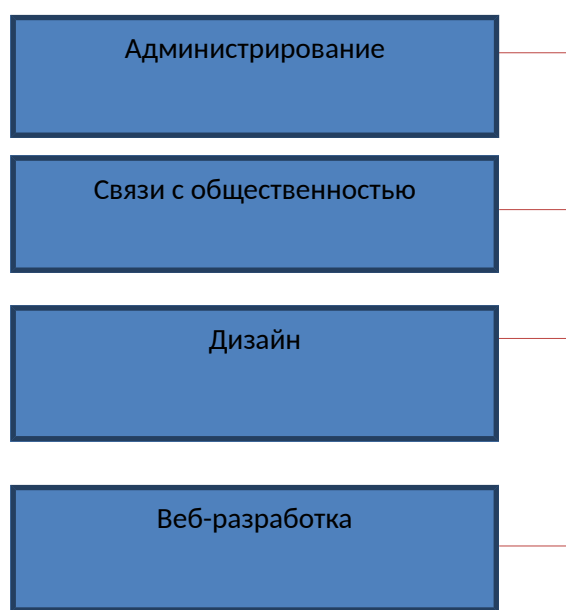 Администрирование
Связи с общественностью
Дизайн
Веб-разработка